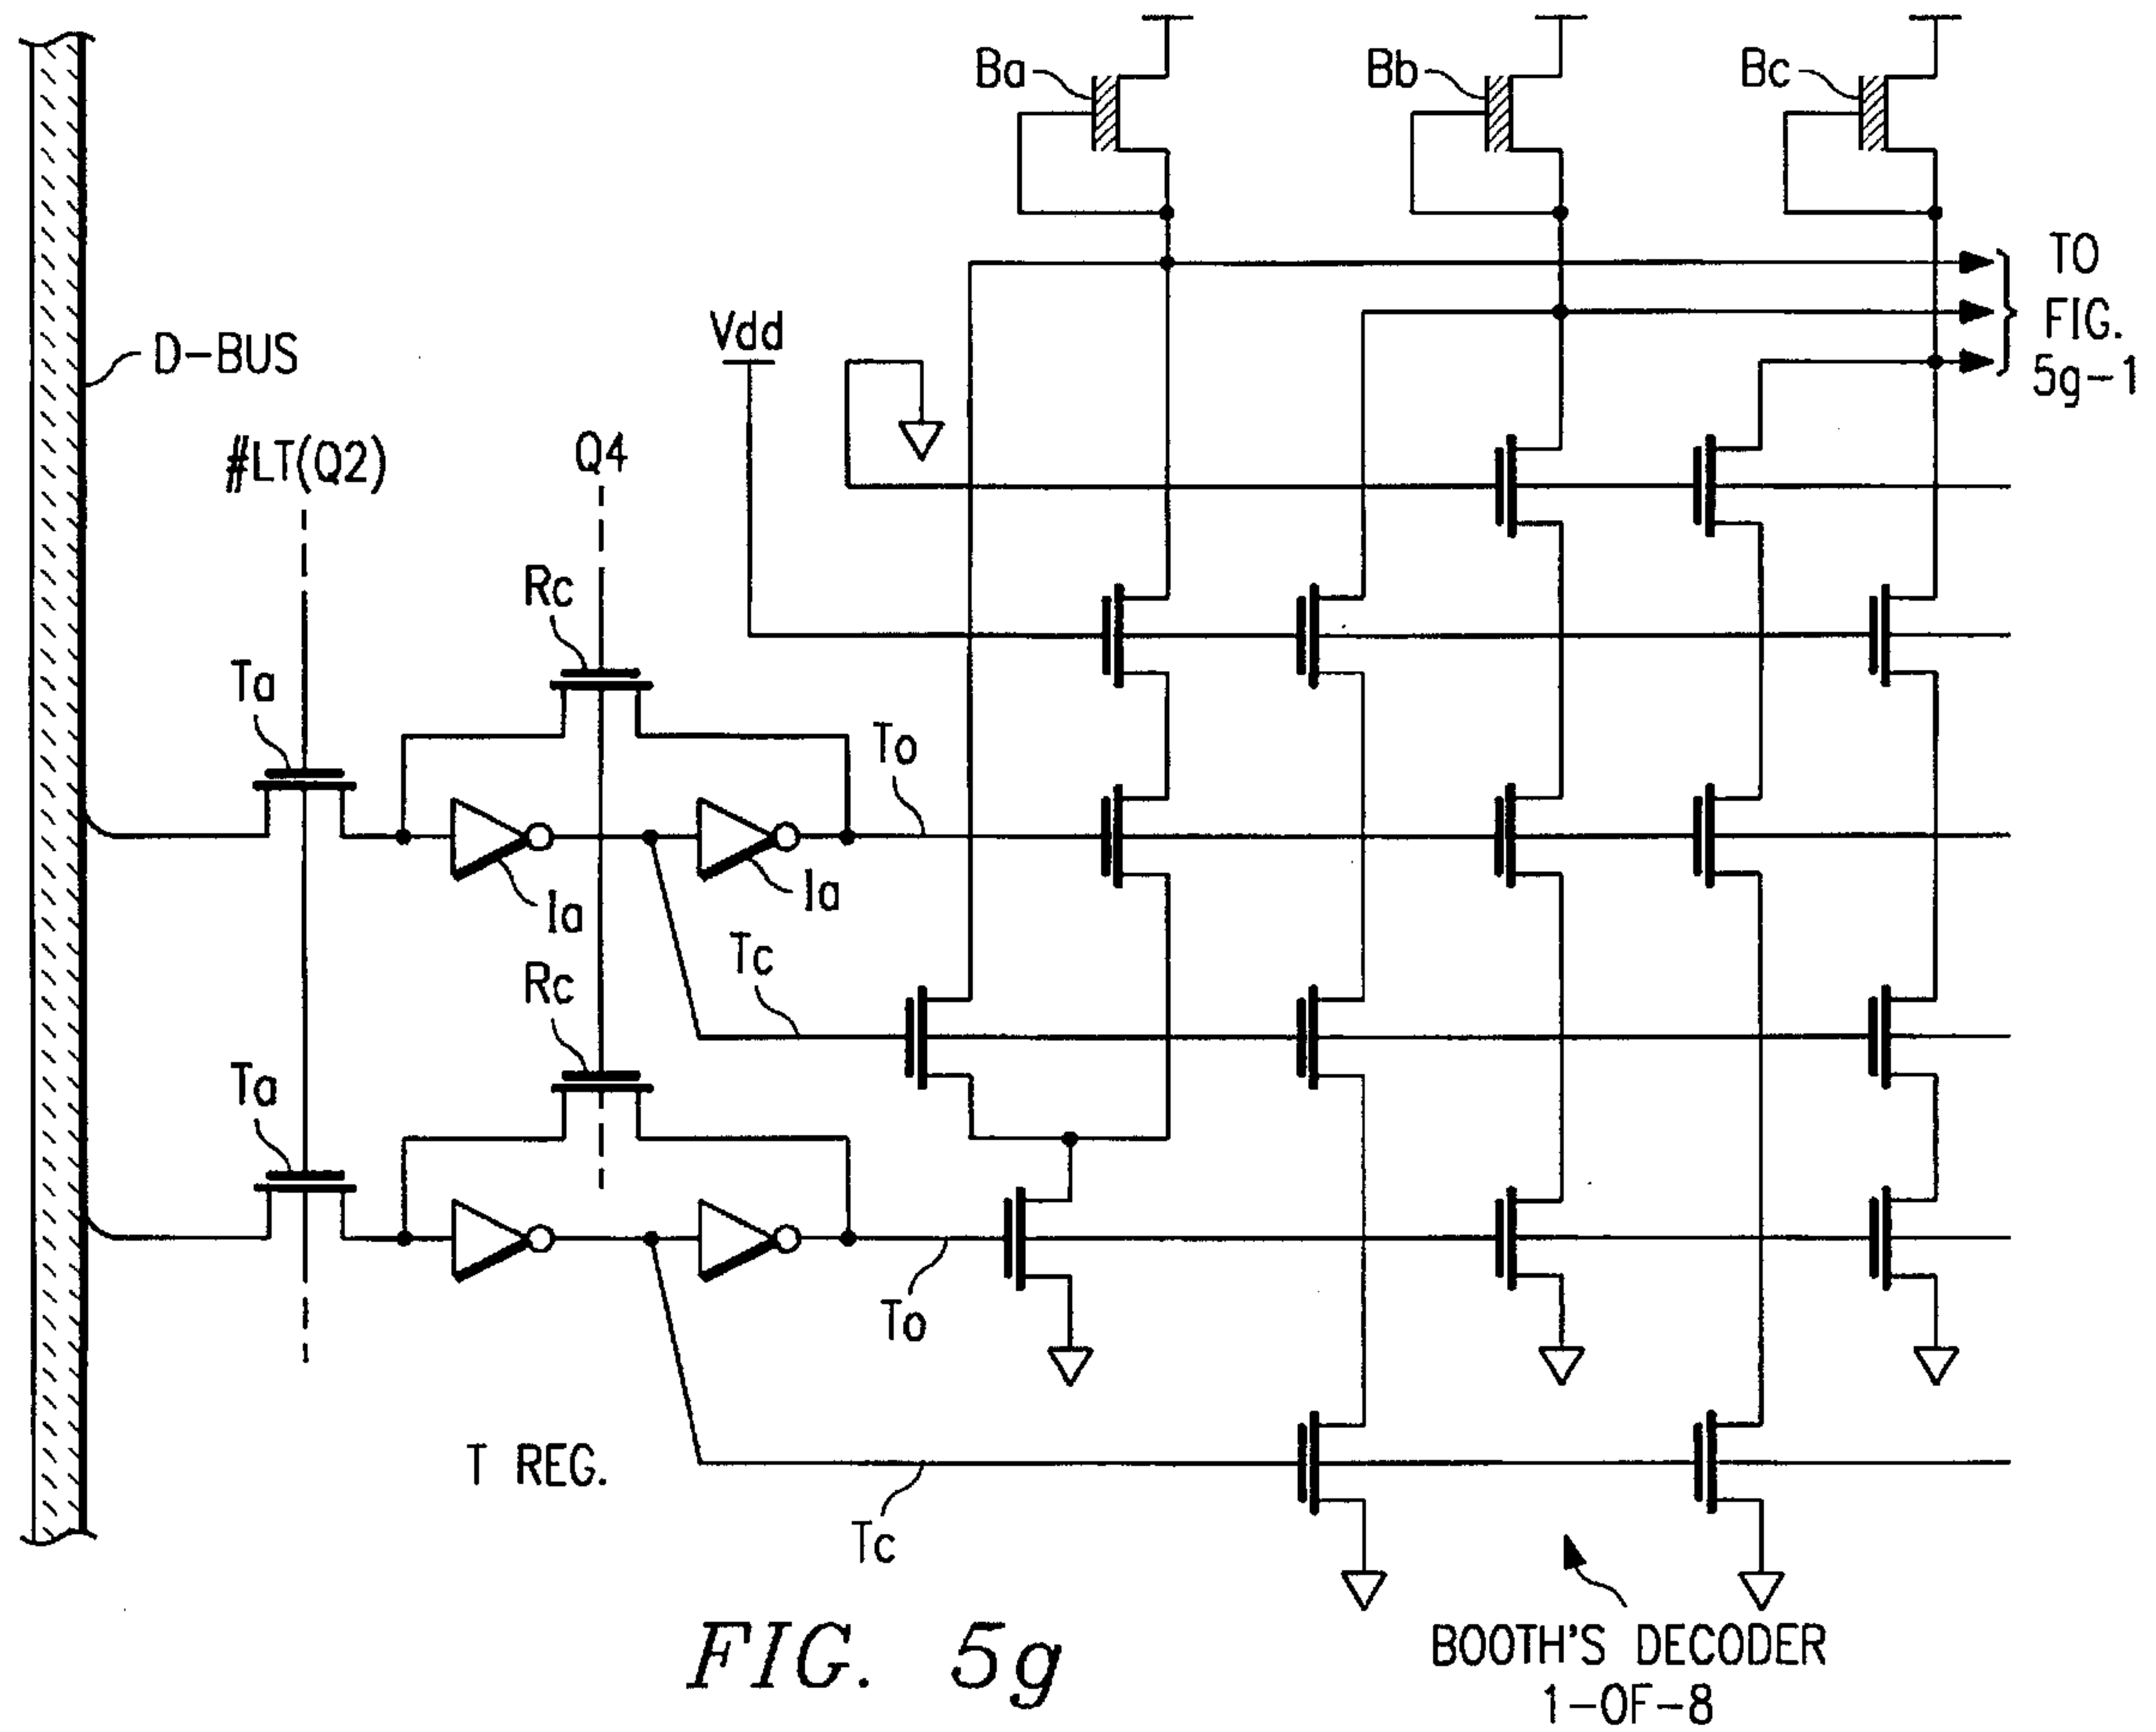 Ba
Bb
Bc
TO
FIG.
5g-1
Vdd
D-BUS
#LT(Q2)
Q4
Rc
Ta
To
Ia
Ia
Tc
Rc
Ta
To
T REG.
Tc
BOOTH'S DECODER
1-OF-8
FIG. 5g